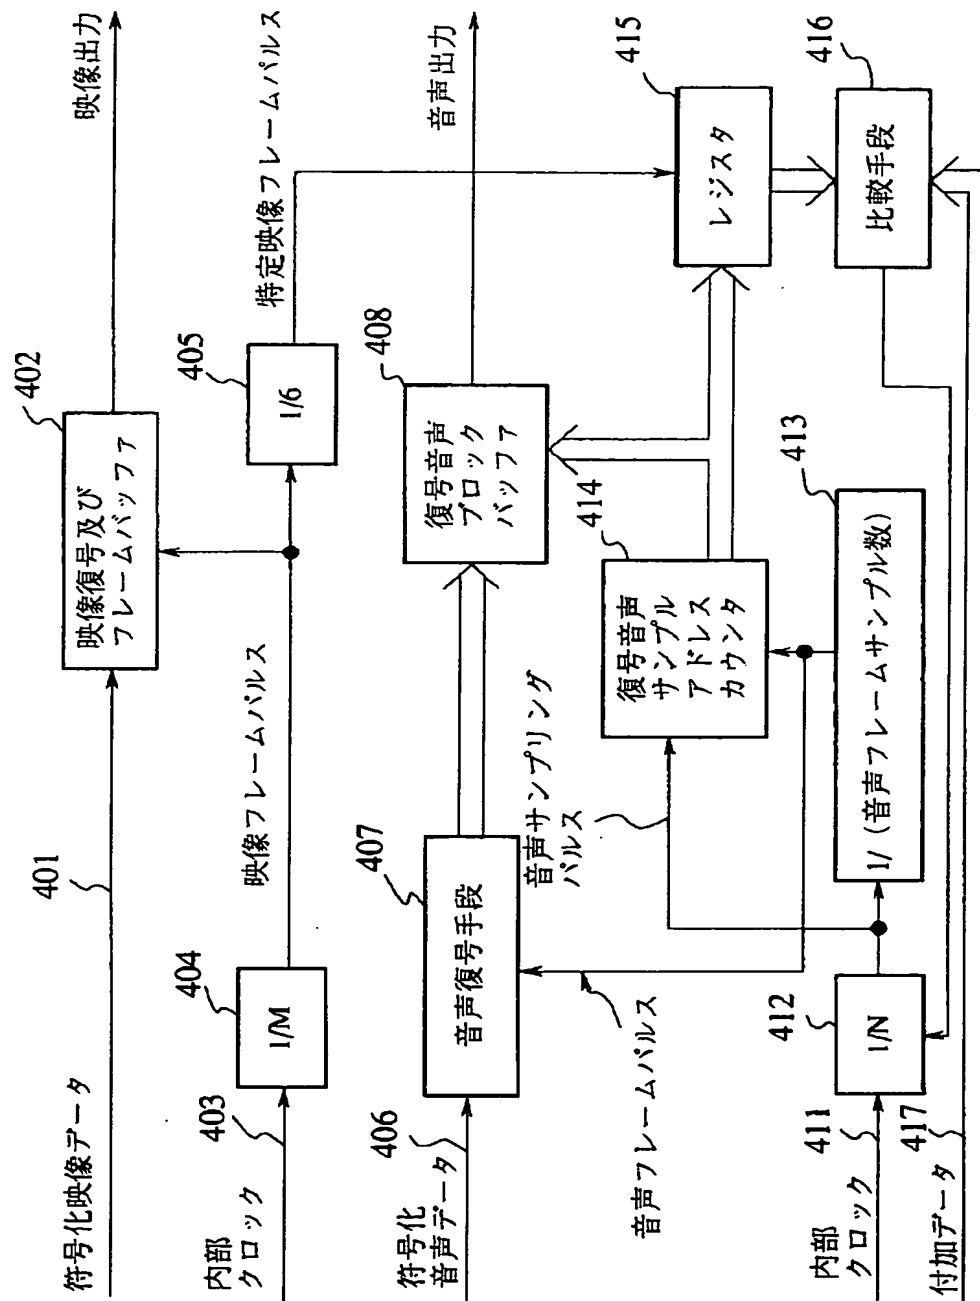 符号化映像データ
401
402
映像復号及び
フレームバッファ
映像出力
内部
クロック
403
404
1/M
映像フレームパルス
405
1/6
特定映像フレームパルス
符号化
音声データ
406
407
音声復号手段
408
復号音声
ブロック
バッファ
音声出力
音声サンプリング
パルス
414
復号音声
サンプル
アドレス
カウンタ
415
レジスタ
音声フレームパルス
内部
クロック
411
412
1/N
413
1/(音声フレームサンプル数)
416
比較手段
付加データ
417